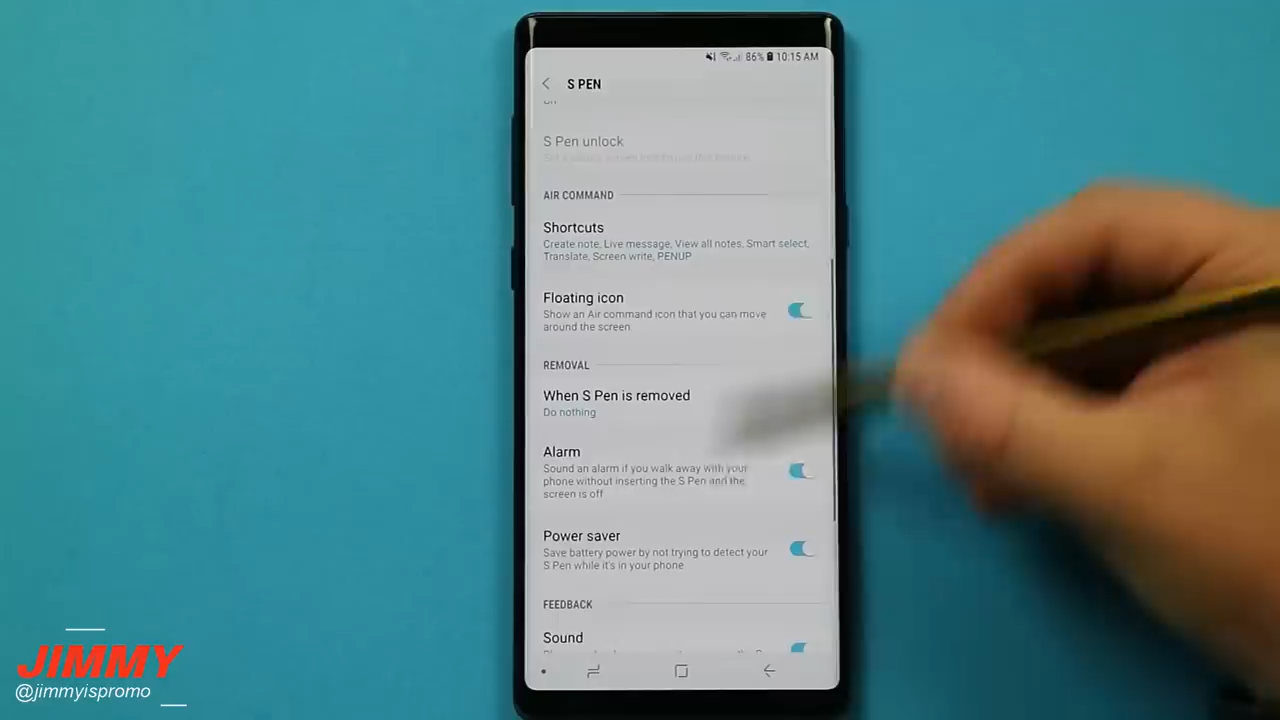 86% 10:15 AM
S PEN
S Pen unlock
AIR COMMAND
Shortcuts
Create note, Live message, View all notes, Smart select,
Translate, Screen write, PENUP
Floating icon
Show an Air command icon that you can move
around the screen
REMOVAL
When S Pen is removed
Do nothing
Alarm
Sound an alarm if you walk away with your
phone without inserting the S Pen and the
screen is off
Power saver
Save battery power by not trying to detect your
S Pen while it's in your phone
FEEDBACK
Sound
JIMMY
@jimmyispromo